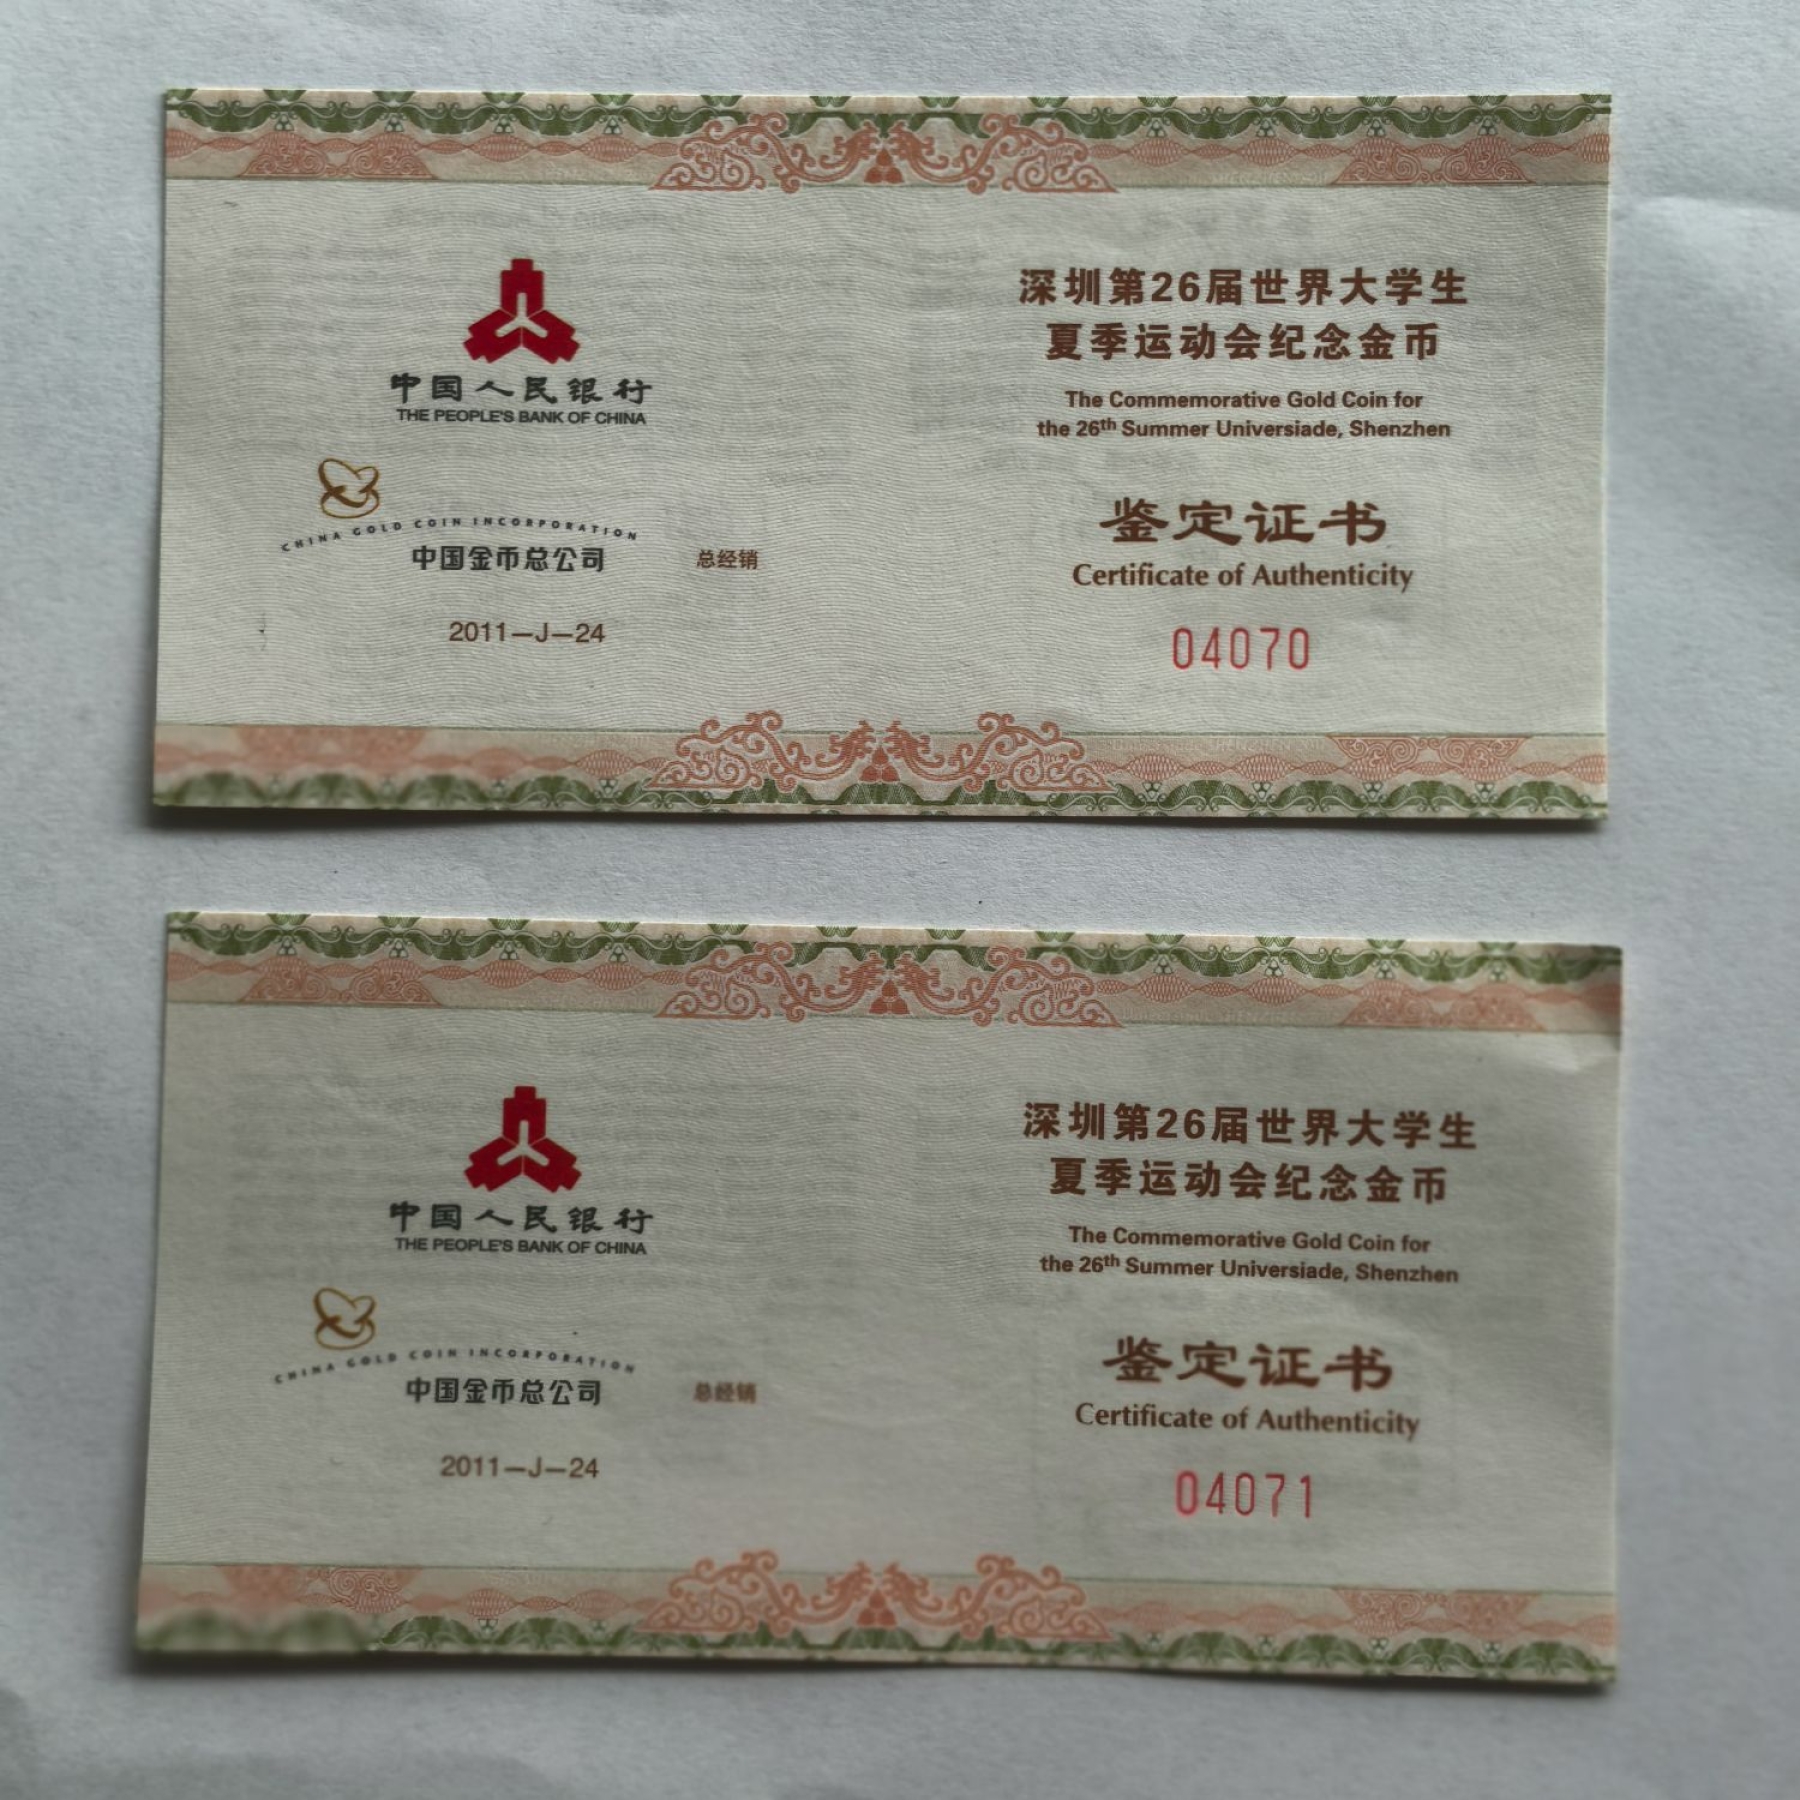 中国人民银行
THE PEOPLE'S BANK OF CHINA
CHINA GOLD COIN INCORPORATION
中国金币总公司 总经销
2011—J—24
深圳第26届世界大学生
夏季运动会纪念金币
The Commemorative Gold Coin for
the 26th Summer Universiade, Shenzhen
鉴定证书
Certificate of Authenticity
04070
中国人民银行
THE PEOPLE'S BANK OF CHINA
CHINA GOLD COIN INCORPORATION
中国金币总公司 总经销
2011—J—24
深圳第26届世界大学生
夏季运动会纪念金币
The Commemorative Gold Coin for
the 26th Summer Universiade, Shenzhen
鉴定证书
Certificate of Authenticity
04071